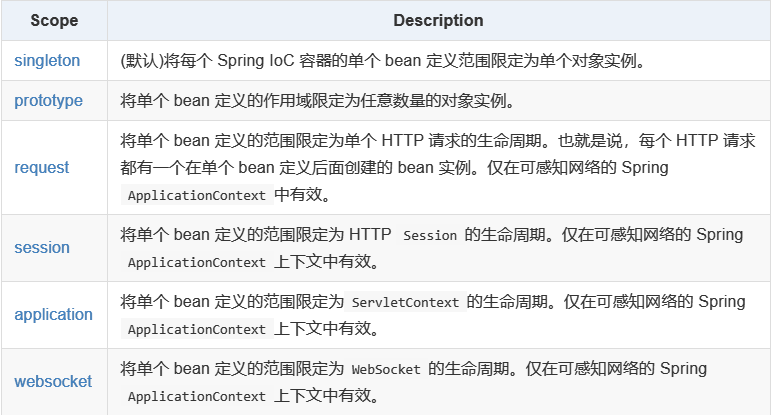 Scope Description
singleton (默认)将每个 Spring IoC 容器的单个 bean 定义范围限定为单个对象实例。
prototype 将单个 bean 定义的作用域限定为任意数量的对象实例。
将单个 bean 定义的范围限定为单个 HTTP 请求的生命周期。也就是说，每个 HTTP 请求
request 都有一个在单个 bean 定义后面创建的 bean 实例。仅在可感知网络的 Spring
ApplicationContext 中有效。
session 将单个 bean 定义的范围限定为 HTTP Session 的生命周期。仅在可感知网络的 Spring
ApplicationContext 上下文中有效。
application 将单个 bean 定义的范围限定为 ServletContext 的生命周期。仅在可感知网络的 Spring
ApplicationContext 上下文中有效。
websocket 将单个 bean 定义的范围限定为 WebSocket 的生命周期。仅在可感知网络的 Spring
ApplicationContext 上下文中有效。